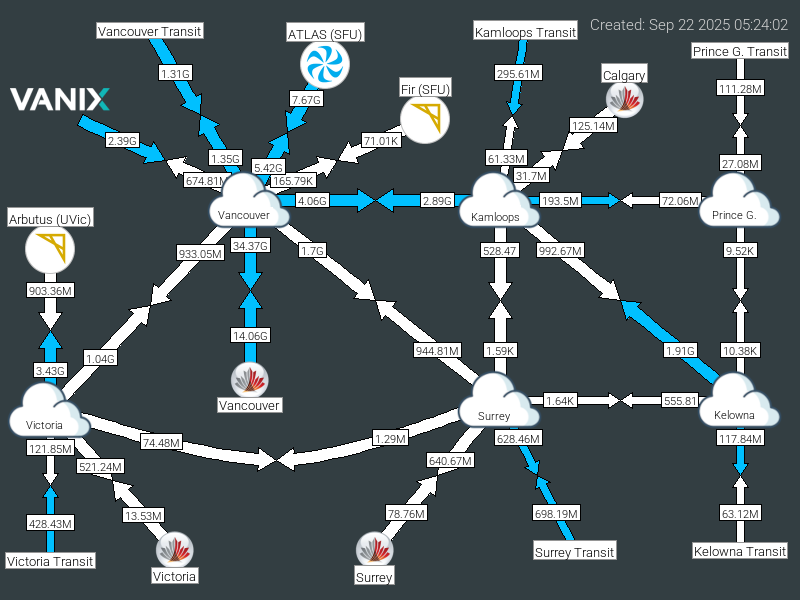 Created: Sep 22 2025 05:24:02
Vancouver Transit
ATLAS (SFU)
Kamloops Transit
Prince G. Transit
1.31G
295.61M
Calgary
Fir (SFU)
111.28M
VANIX
7.67G
125.14M
2.39G
71.01K
1.35G
61.33M
27.08M
5.42G
674.81M
165.79K
31.7M
4.06G
2.89G
193.5M
72.06M
Vancouver
Kamloops
Prince G.
Arbutus (UVic)
933.05M
34.37G
1.7G
528.47
992.67M
9.52K
903.36M
14.06G
1.04G
944.81M
1.59K
1.91G
10.38K
3.43G
Vancouver
1.64K
555.81
Victoria
Surrey
Kelowna
121.85M
74.48M
1.29M
628.46M
117.84M
521.24M
640.67M
428.43M
13.53M
78.76M
698.19M
63.12M
Victoria Transit
Victoria
Surrey
Surrey Transit
Kelowna Transit